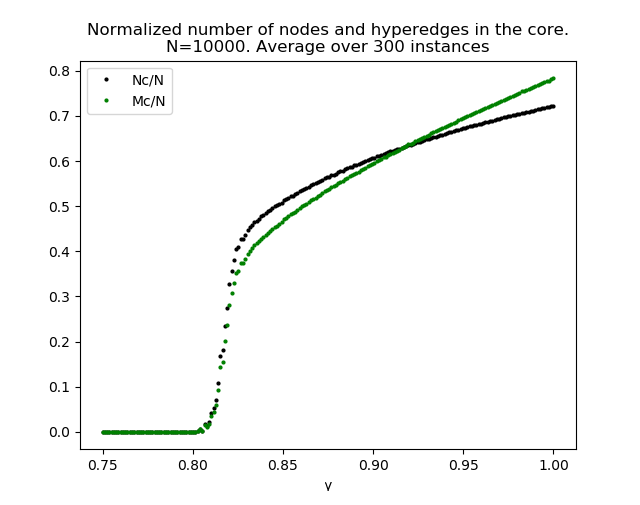 Normalized number of nodes and hyperedges in the core.
N=10000. Average over 300 instances
Nc/N
Mc/N
0.8
0.7
0.6
0.5
0.4
0.3
0.2
0.1
0.0
0.75 0.80 0.85 0.90 0.95 1.00
γ